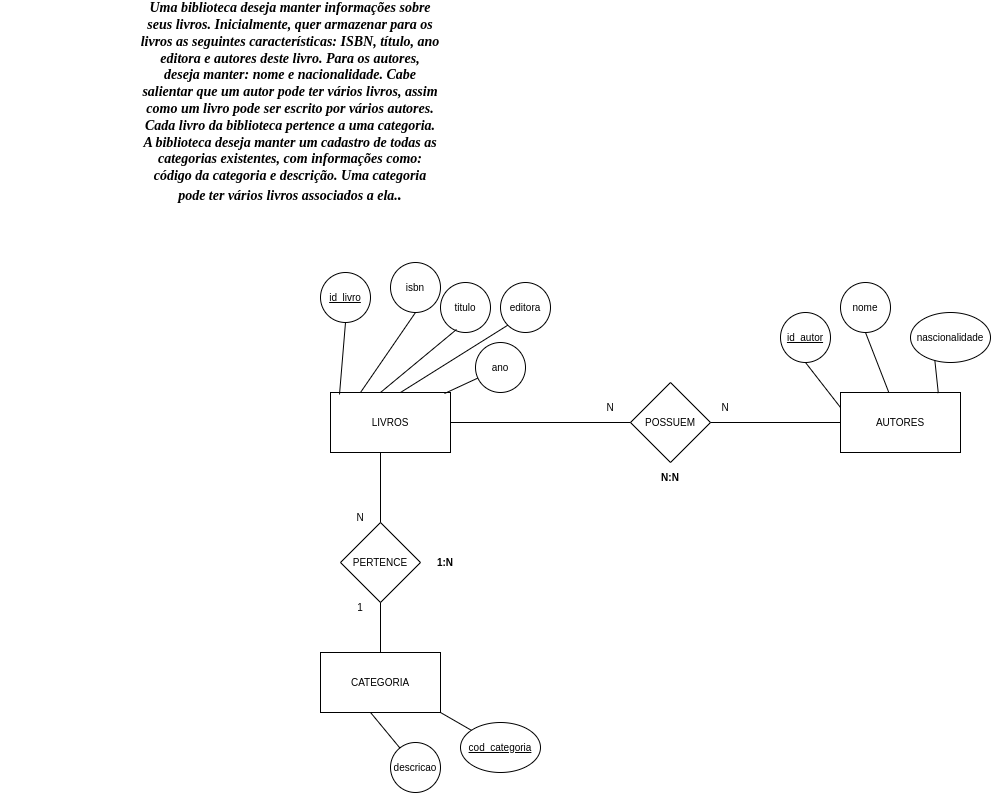 Uma biblioteca deseja manter informações sobre
seus livros. Inicialmente, quer armazenar para os
livros as seguintes características: ISBN, título, ano
editora e autores deste livro. Para os autores,
deseja manter: nome e nacionalidade. Cabe
salientar que um autor pode ter vários livros, assim
como um livro pode ser escrito por vários autores.
Cada livro da biblioteca pertence a uma categoria.
A biblioteca deseja manter um cadastro de todas as
categorias existentes, com informações como:
código da categoria e descrição. Uma categoria
pode ter vários livros associados a ela..
id_livro
isbn
titulo
editora
ano
id_autor
nome
nascionalidade
LIVROS
N
POSSUEM
N
AUTORES
N:N
N
PERTENCE
1:N
1
CATEGORIA
descricao
cod_categoria